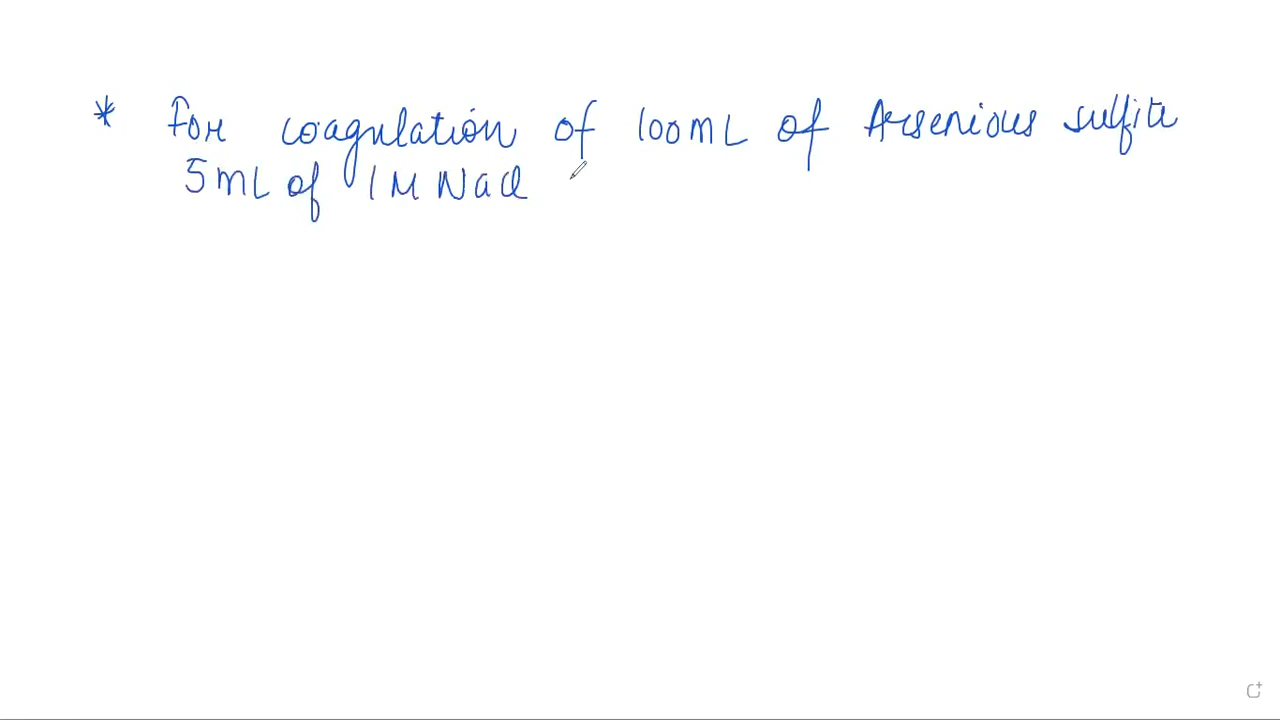 * For coagulation of 100mL of Arsenious sulfite
5mL of 1M NaCl